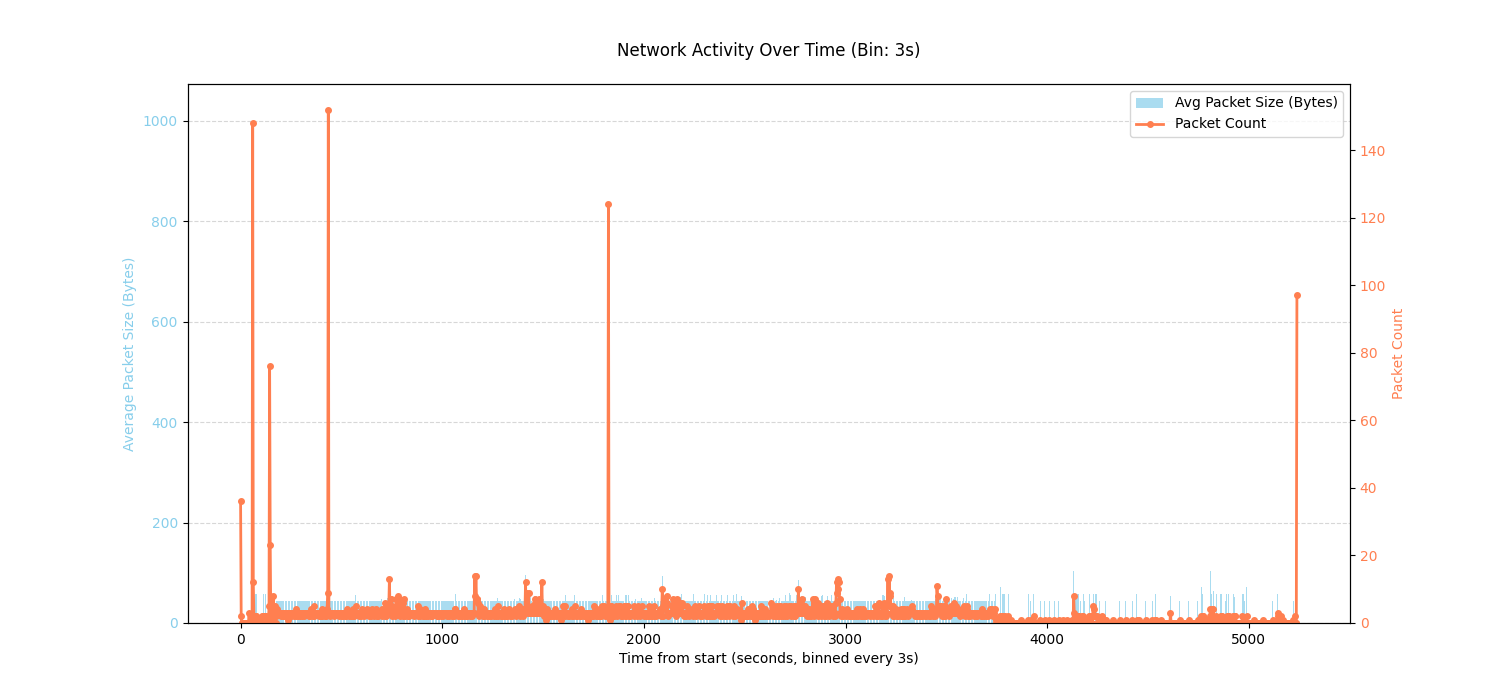 Network Activity Over Time (Bin: 3s)
Avg Packet Size (Bytes)
Packet Count
Average Packet Size (Bytes)
1000
800
600
400
200
0
140
120
100
80
60
40
20
0
Packet Count
0 1000 2000 3000 4000 5000
Time from start (seconds, binned every 3s)